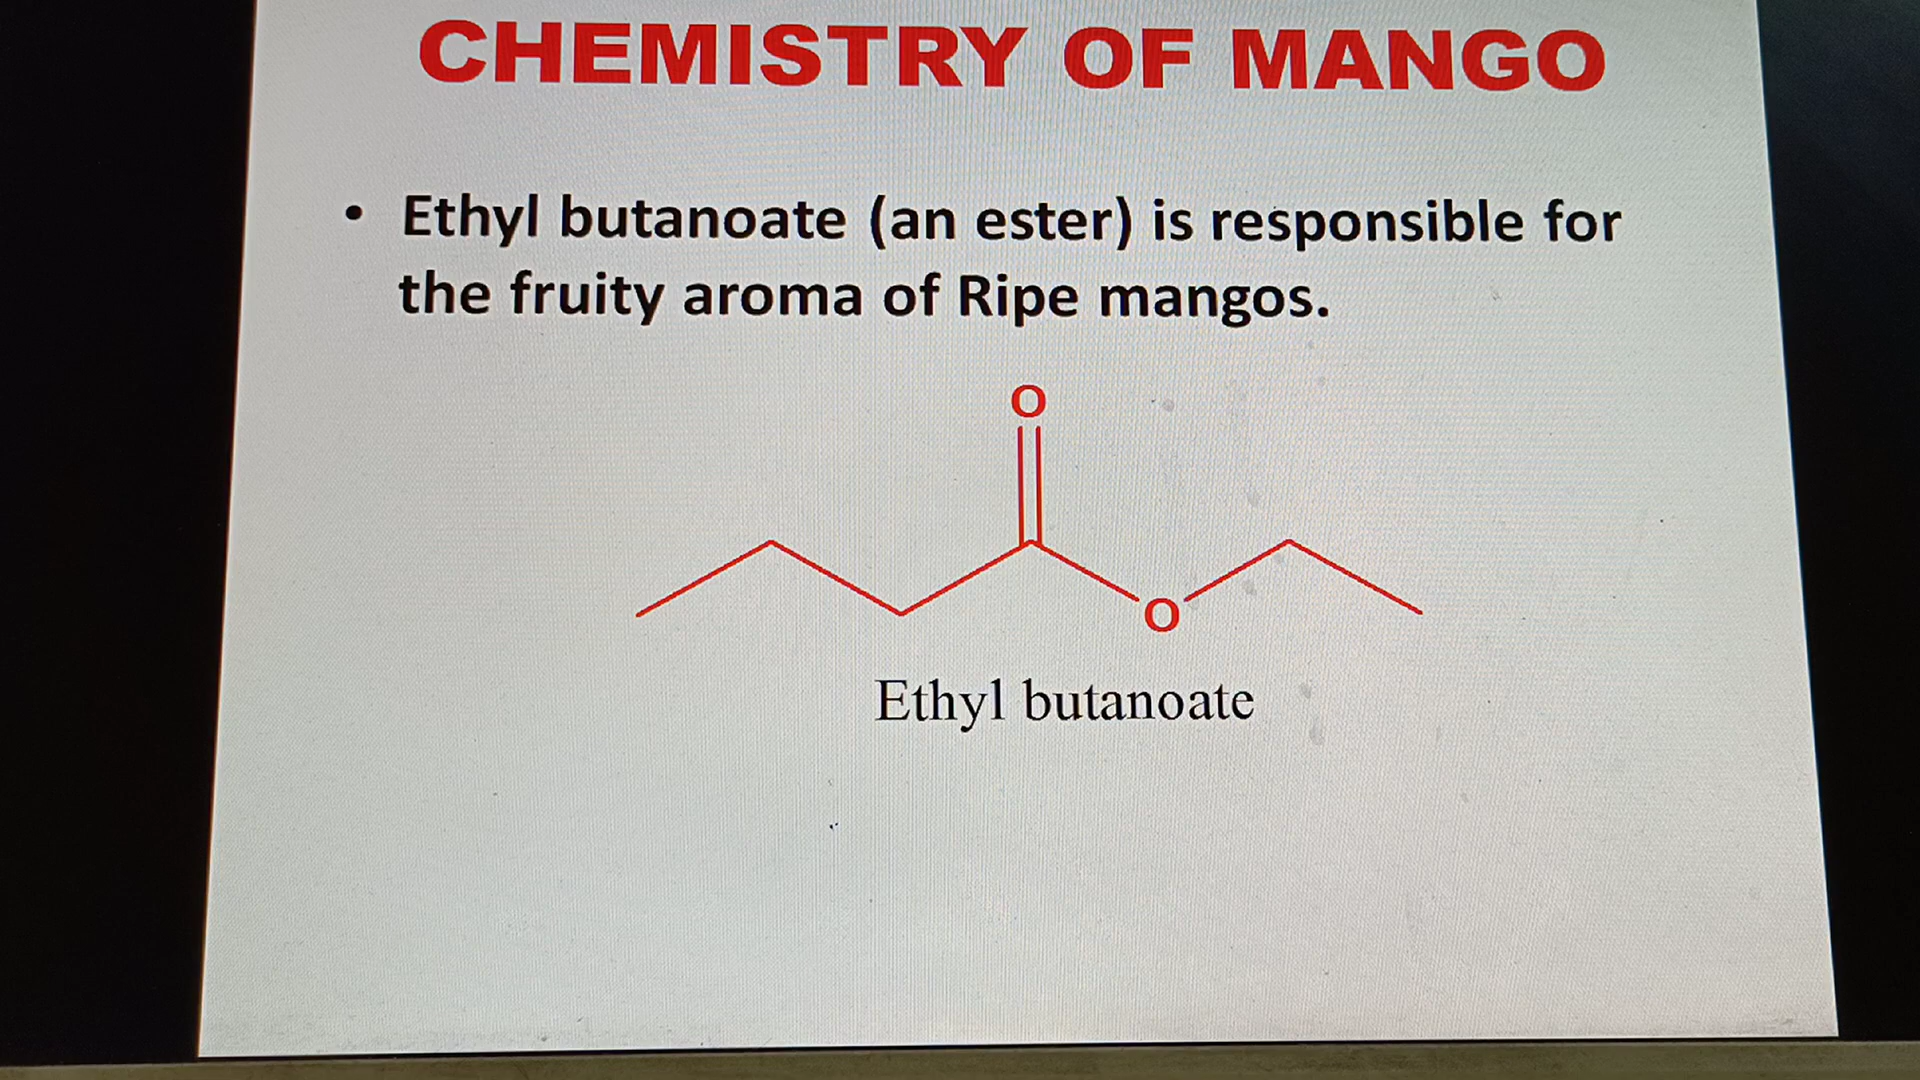 CHEMISTRY OF MANGO
• Ethyl butanoate (an ester) is responsible for
the fruity aroma of Ripe mangos.
O
O
Ethyl butanoate